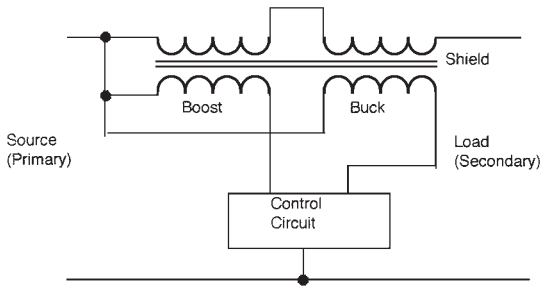 Shield
Boost
Buck
Source
(Primary)
Load
(Secondary)
Control
Circuit